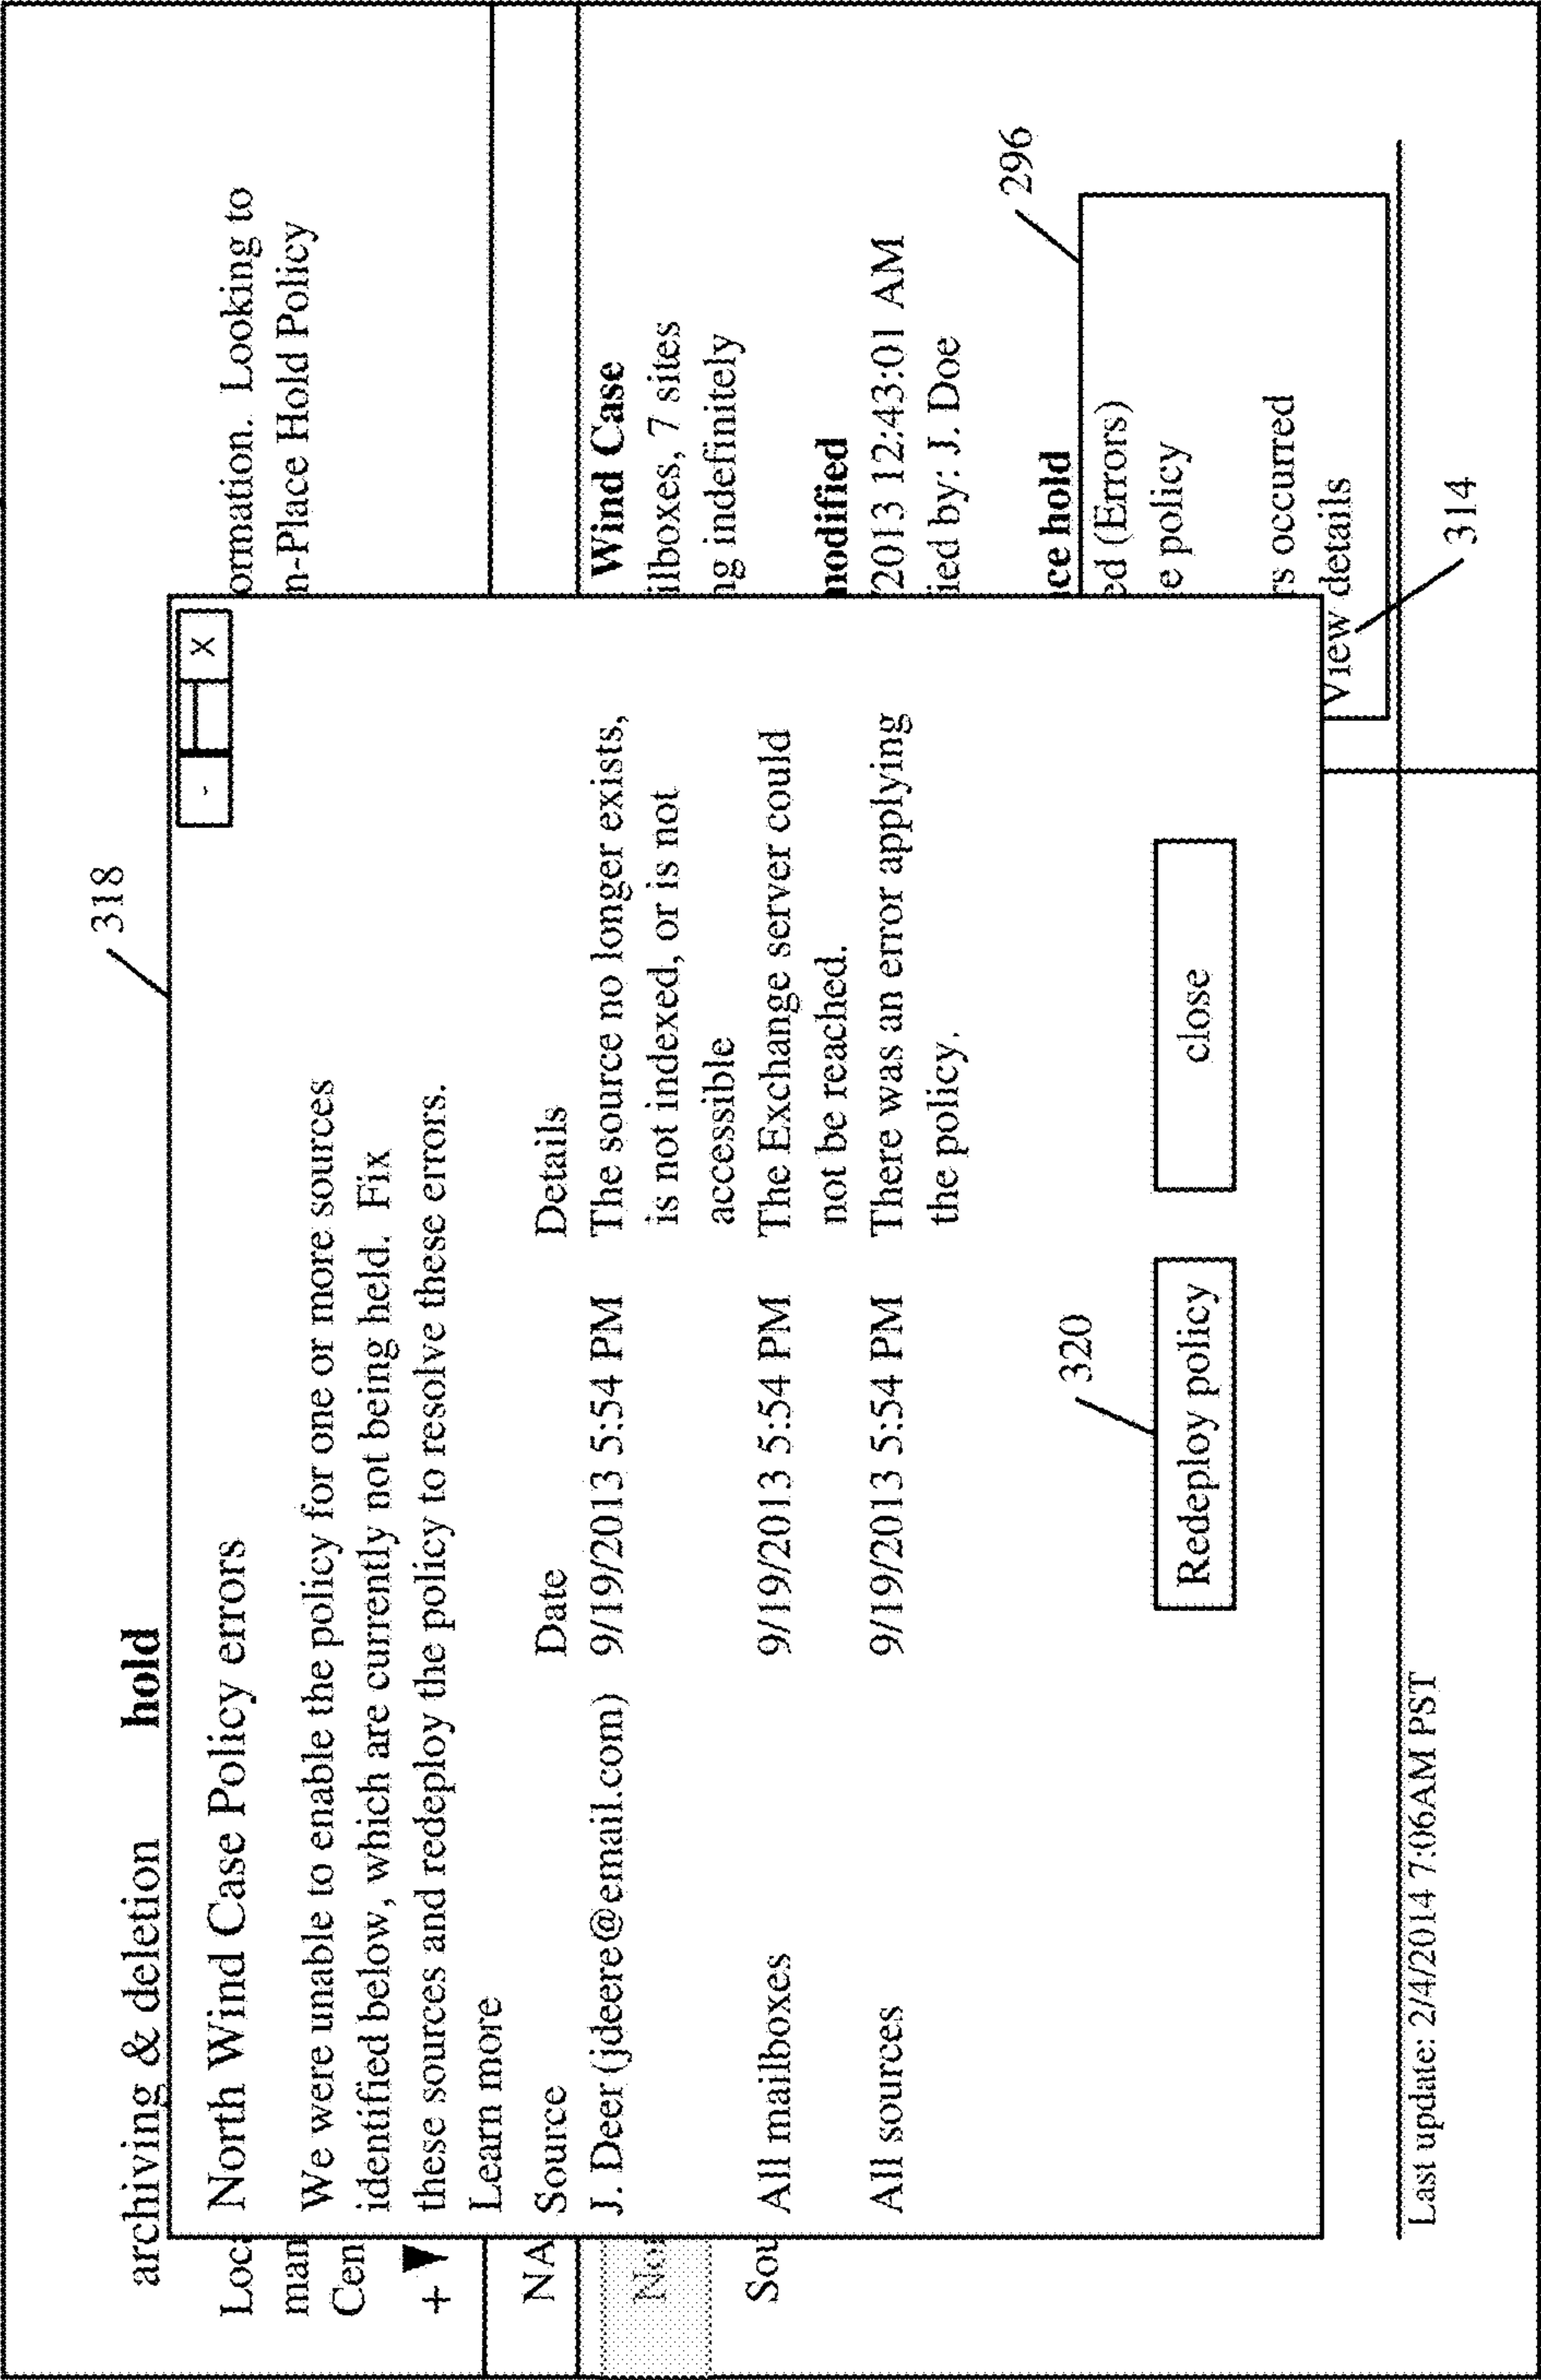 archiving & deletion hold
318
- X
North Wind Case Policy errors
We were unable to enable the policy for one or more sources
identified below, which are currently not being held. Fix
these sources and redeploy the policy to resolve these errors.
Learn more
Source Date Details
J. Deer (jdeere@email.com) 9/19/2013 5:54 PM The source no longer exists,
is not indexed, or is not
accessible
All mailboxes 9/19/2013 5:54 PM The Exchange server could
not be reached.
All sources 9/19/2013 5:54 PM There was an error applying
the policy.
320
Redeploy policy close
Loc
man
Cen
+ ▼
NA
No
Sou
ormation. Looking to
n-Place Hold Policy
Wind Case
ilboxes, 7 sites
ng indefinitely
modified
2013 12:43:01 AM
ied by: J. Doe
296
ce hold
ed (Errors)
e policy
rs occurred
View details
314
Last update: 2/4/2014 7:06AM PST